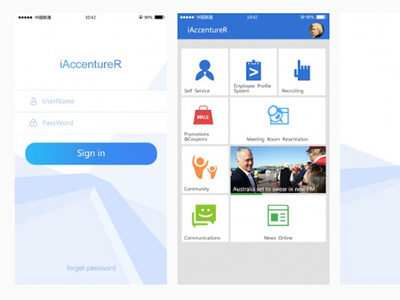 中国联通
10:42
90%
iAccentureR
UserName
PassWord
Sign in
forget password
中国联通
10:42
90%
iAccentureR
Self Service
Employee Profile
System
Recruiting
Promotions
&Coupons
Meeting Room ReserVation
Community
Australia set to swear in new PM
Communications
News Online